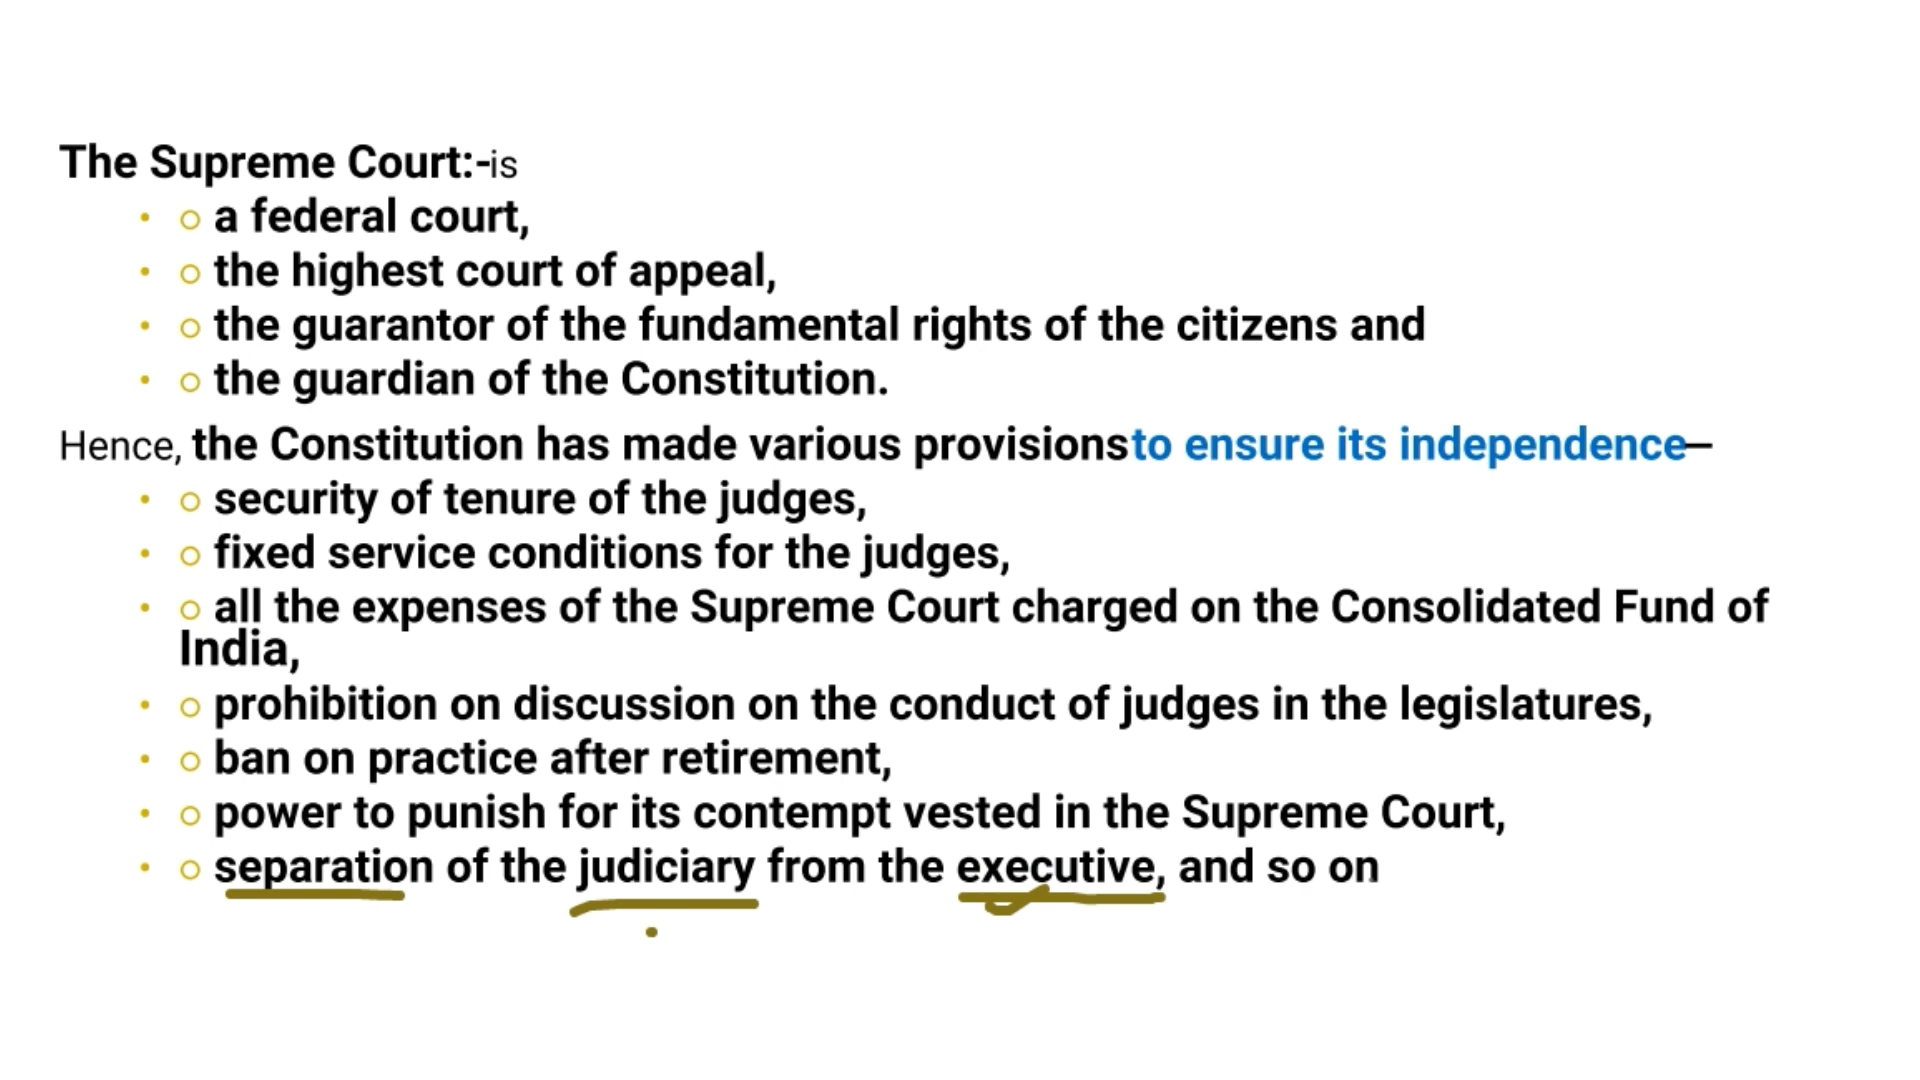 The Supreme Court:-is
• ○ a federal court,
• ○ the highest court of appeal,
• ○ the guarantor of the fundamental rights of the citizens and
• ○ the guardian of the Constitution.
Hence, the Constitution has made various provisionsto ensure its independence—
• ○ security of tenure of the judges,
• ○ fixed service conditions for the judges,
• ○ all the expenses of the Supreme Court charged on the Consolidated Fund of
India,
• ○ prohibition on discussion on the conduct of judges in the legislatures,
• ○ ban on practice after retirement,
• ○ power to punish for its contempt vested in the Supreme Court,
• ○ separation of the judiciary from the executive, and so on